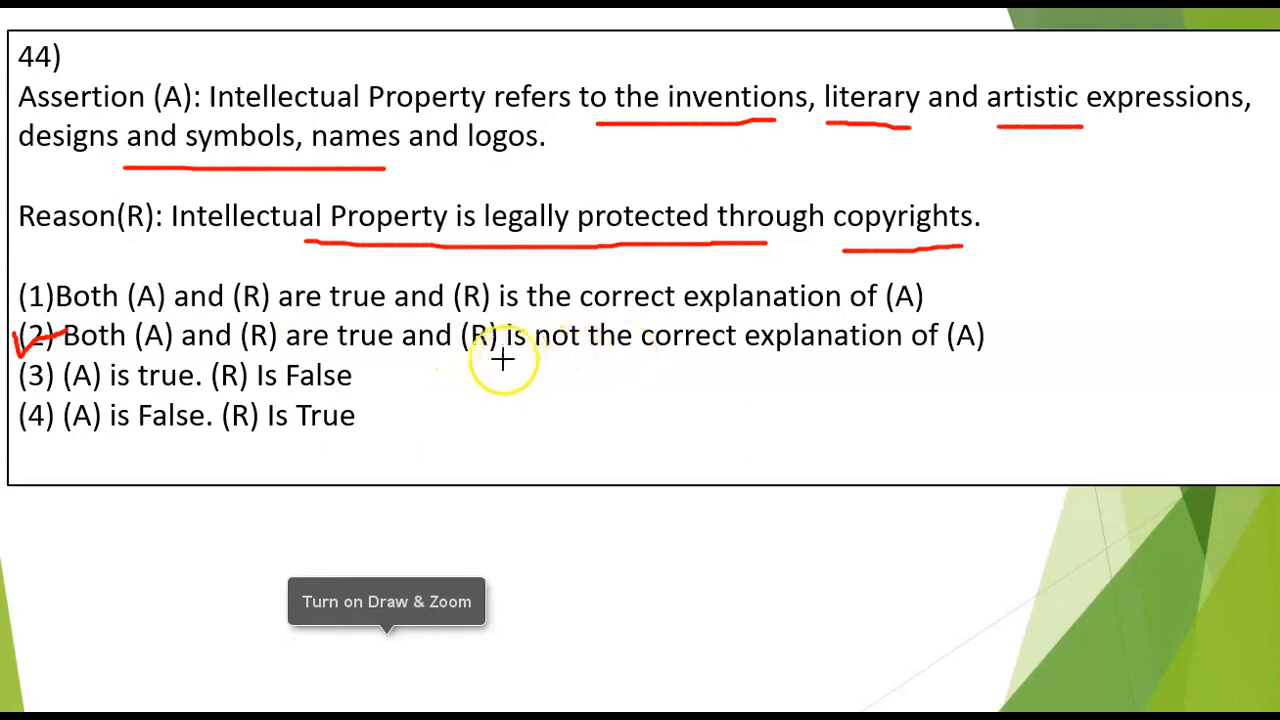 44)
Assertion (A): Intellectual Property refers to the inventions, literary and artistic expressions,
designs and symbols, names and logos.
Reason(R): Intellectual Property is legally protected through copyrights.
(1)Both (A) and (R) are true and (R) is the correct explanation of (A)
(2) Both (A) and (R) are true and (R) is not the correct explanation of (A)
(3) (A) is true. (R) Is False
(4) (A) is False. (R) Is True
Turn on Draw & Zoom